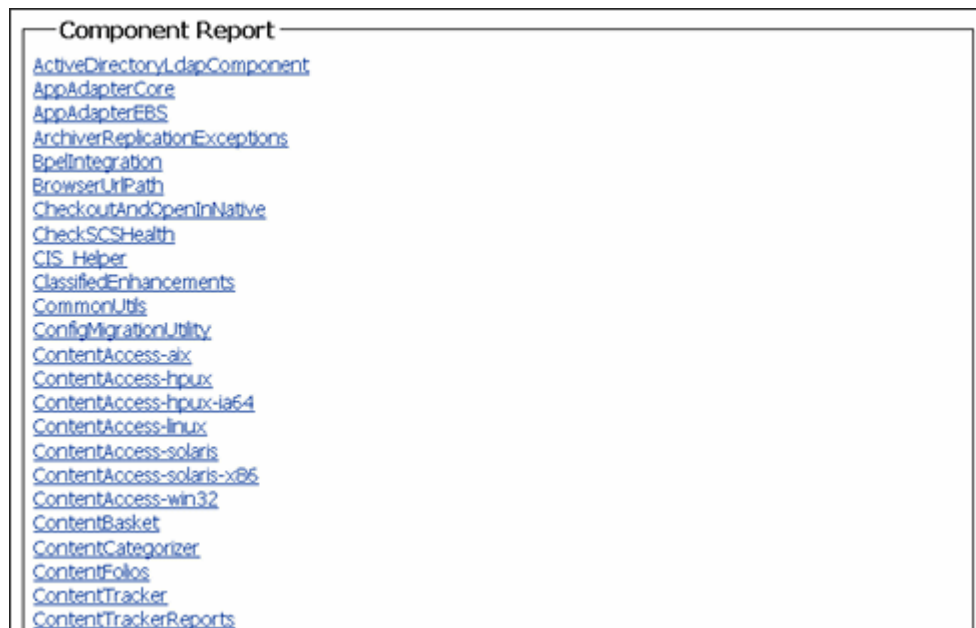 Component Report
ActiveDirectoryLdapComponent
AppAdapterCore
AppAdapterEBS
ArchiverReplicationExceptions
BpelIntegration
BrowserUrlPath
CheckoutAndOpenInNative
CheckSCSHealth
CIS_Helper
ClassifiedEnhancements
CommonUtils
ConfigMigrationUtility
ContentAccess-aix
ContentAccess-hpux
ContentAccess-hpux-ia64
ContentAccess-linux
ContentAccess-solaris
ContentAccess-solaris-x86
ContentAccess-win32
ContentBasket
ContentCategorizer
ContentFolios
ContentTracker
ContentTrackerReports